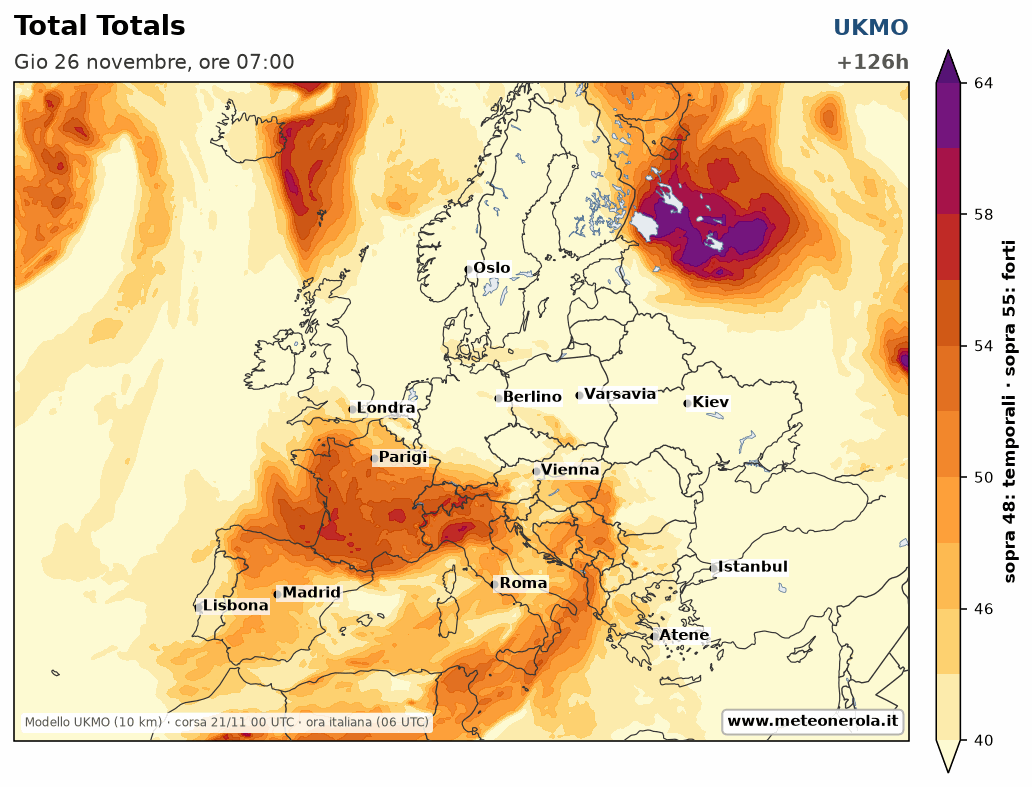 Total Totals
UKMO
Gio 26 novembre, ore 07:00
+126h
64
58
54
50
46
40
sopra 48: temporali · sopra 55: forti
Oslo
Berlino
Varsavia
Kiev
Londra
Parigi
Vienna
Istanbul
Roma
Madrid
Lisbona
Atene
Modello UKMO (10 km) · corsa 21/11 00 UTC · ora italiana (06 UTC)
www.meteonerola.it